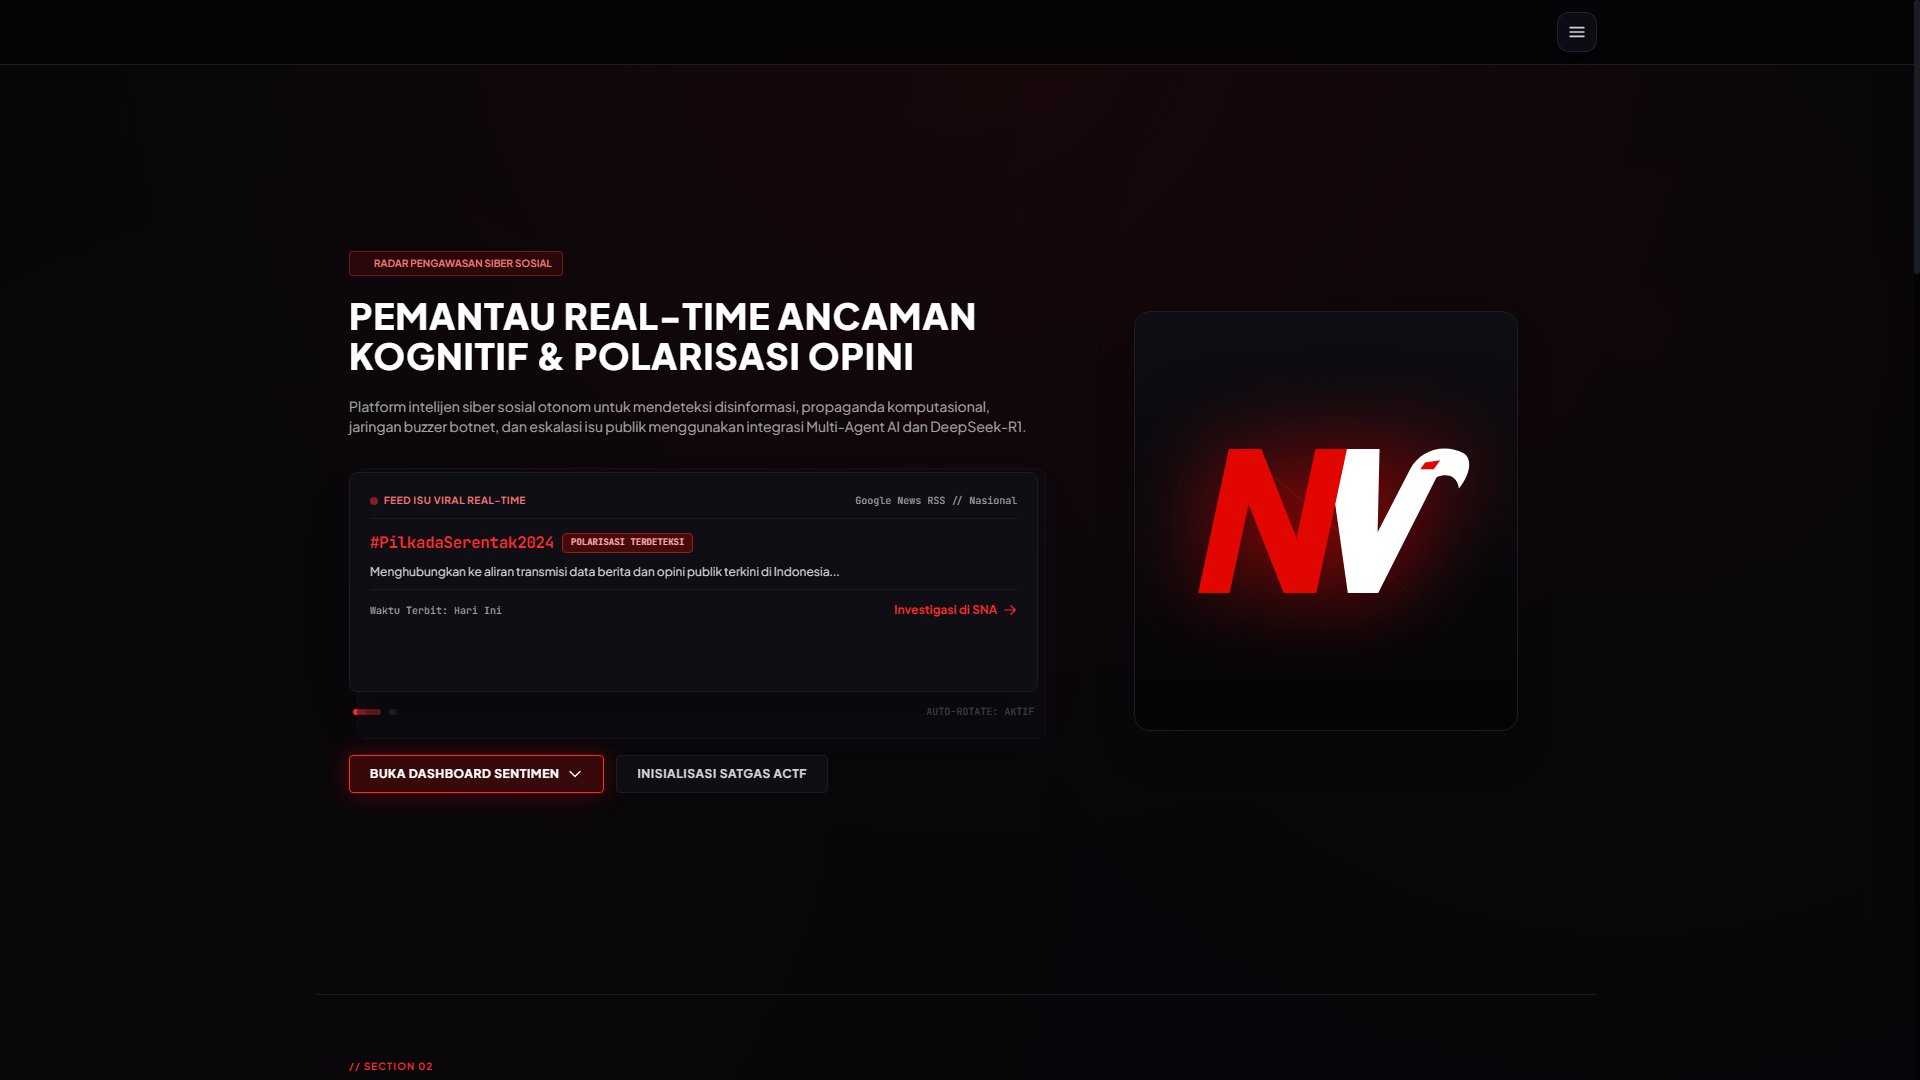 RADAR PENGAWASAN SIBER SOSIAL
PEMANTAU REAL-TIME ANCAMAN
KOGNITIF & POLARISASI OPINI
Platform intelijen siber sosial otonom untuk mendeteksi disinformasi, propaganda komputasional,
jaringan buzzer botnet, dan eskalasi isu publik menggunakan integrasi Multi-Agent AI dan DeepSeek-R1.
FEED ISU VIRAL REAL-TIME
Google News RSS // Nasional
#PilkadaSerentak2024
POLARISASI TERDETEKSI
Menghubungkan ke aliran transmisi data berita dan opini publik terkini di Indonesia...
Waktu Terbit: Hari Ini
Investigasi di SNA →
AUTO-ROTATE: AKTIF
BUKA DASHBOARD SENTIMEN
INISIALISASI SATGAS ACTF
NV
// SECTION 02